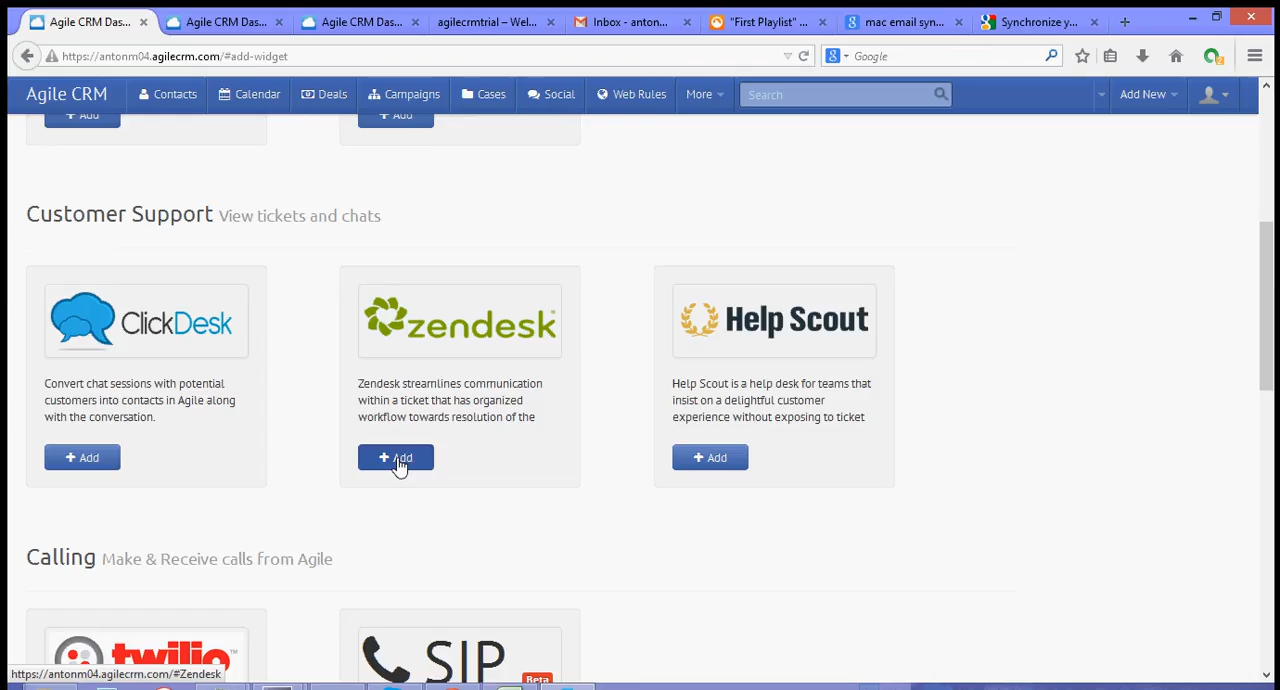 Agile CRM Das...
Agile CRM Das...
Agile CRM Das...
agilecrmtrial – Wel...
Inbox - anton...
"First Playlist" ...
mac email syn...
Synchronize y...
https://antonm04.agilecrm.com/#add-widget
Google
Agile CRM
Contacts
Calendar
Deals
Campaigns
Cases
Social
Web Rules
More
Search
Add New
Add
Add
Customer Support View tickets and chats
ClickDesk
zendesk
Help Scout
Convert chat sessions with potential
customers into contacts in Agile along
with the conversation.
Zendesk streamlines communication
within a ticket that has organized
workflow towards resolution of the
Help Scout is a help desk for teams that
insist on a delightful customer
experience without exposing to ticket
+ Add
+ Add
+ Add
Calling Make & Receive calls from Agile
twilio™
SIP
Beta
https://antonm04.agilecrm.com/#Zendesk